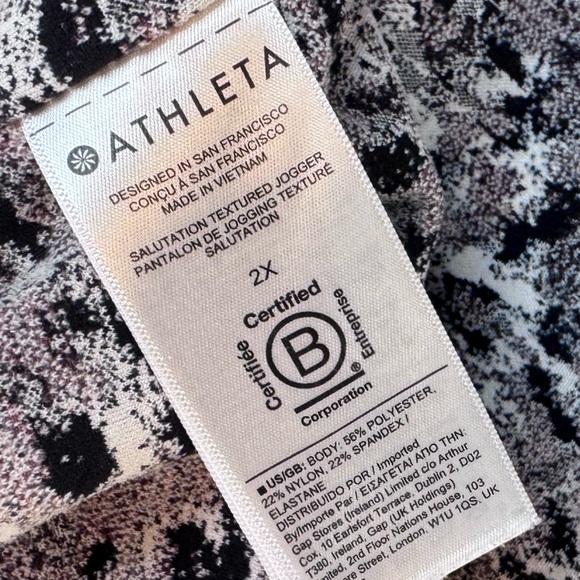 ATHLETA
DESIGNED IN SAN FRANCISCO
CONÇU À SAN FRANCISCO
MADE IN VIETNAM
SALUTATION TEXTURED JOGGER
PANTALON DE JOGGING TEXTURÉ
SALUTATION
2X
Certifiée Certified
B
®
Entreprise
Corporation
■ US/GB: BODY: 56% POLYESTER,
22% NYLON, 22% SPANDEX /
ELASTANE
DISTRIBUÍDO POR / Imported
By/Importe Par / ΕΙΣΑΓΕΤΑΙ ΑΠΟ ΤΗΝ:
Gap Stores (Ireland) Limited c/o Arthur
Cox, 10 Earlsfort Terrace, Dublin 2, D02
T380, Ireland, Gap (UK Holdings)
Limited, 2nd Floor Nations House, 103
Street, London, W1U 1QS, UK